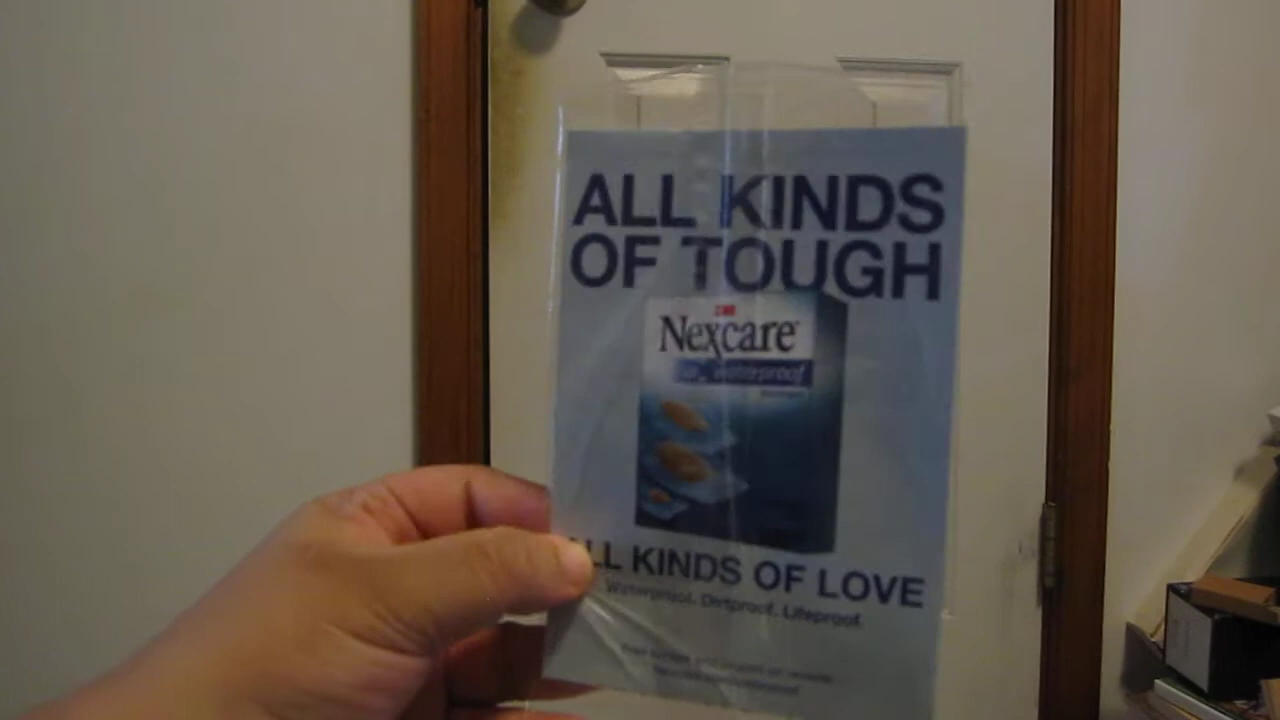 ALL KINDS
OF TOUGH
3M
Nexcare
waterproof
ALL KINDS OF LOVE
Waterproof. Dirtproof. Lifeproof.